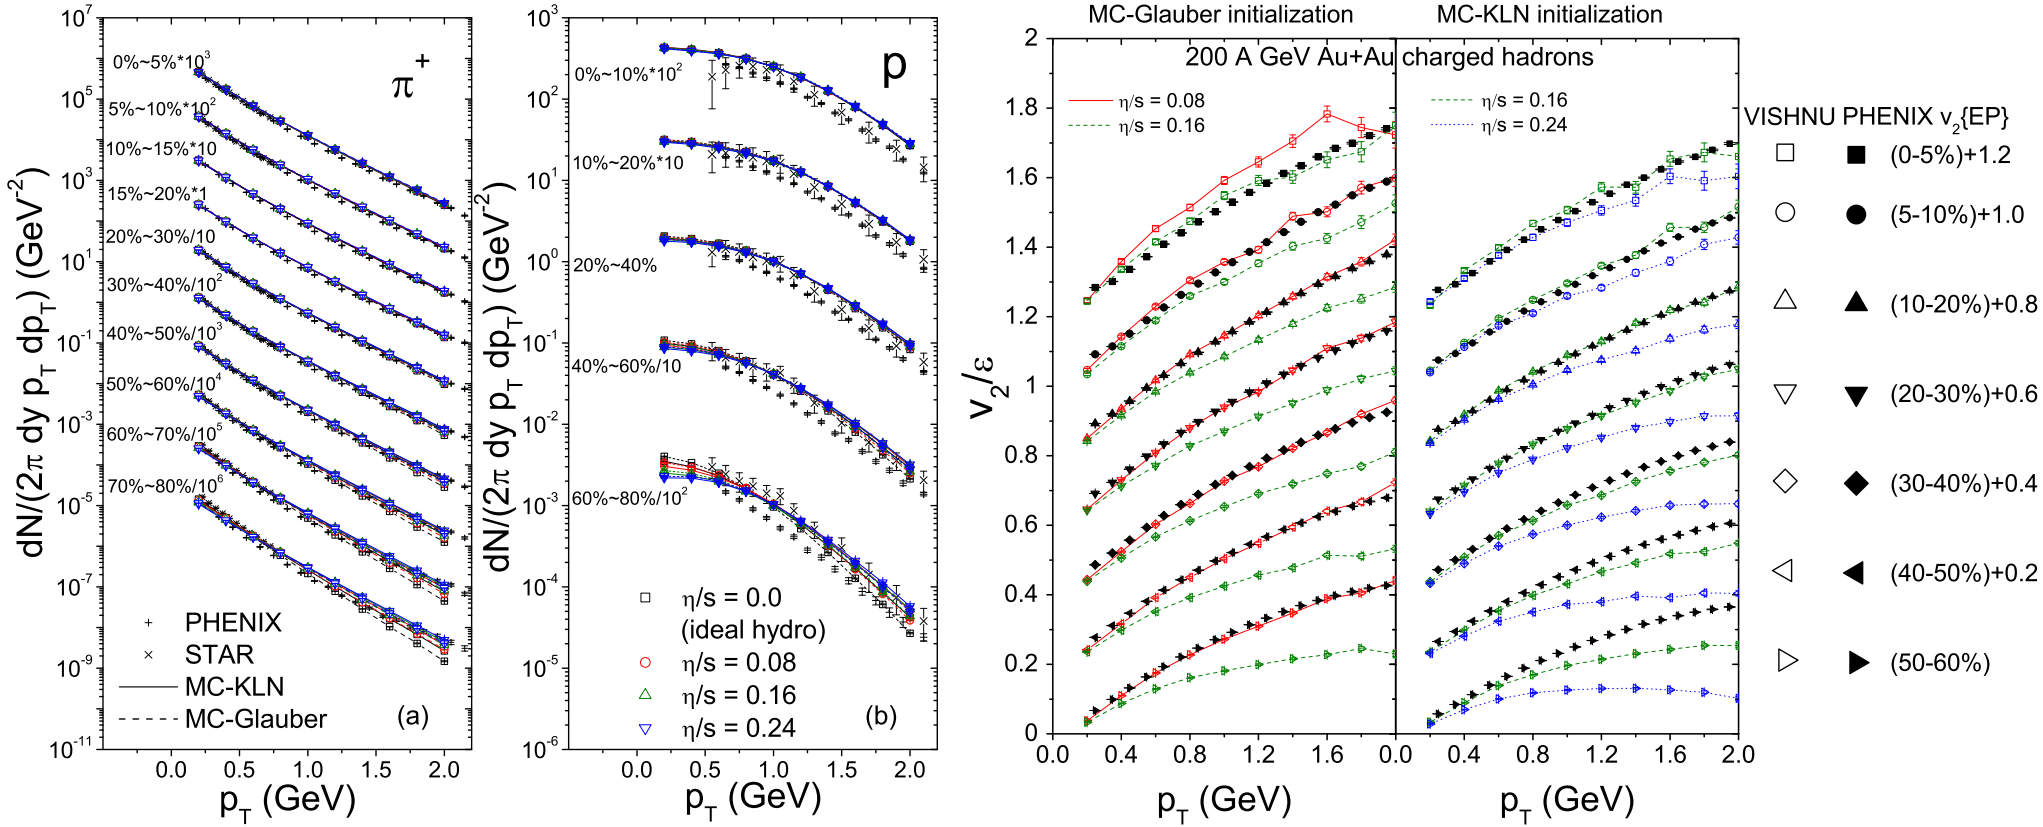 10^7
10^5
10^3
10^1
10^-1
10^-3
10^-5
10^-7
10^-9
10^-11
dN/(2π dy p_T dp_T) (GeV^-2)
π^+
0%~5%*10^3
5%~10%*10^2
10%~15%*10
15%~20%*1
20%~30%/10
30%~40%/10^2
40%~50%/10^3
50%~60%/10^4
60%~70%/10^5
70%~80%/10^6
PHENIX
STAR
MC-KLN
MC-Glauber
(a)
0.0 0.5 1.0 1.5 2.0
p_T (GeV)
10^3
10^2
10^1
10^0
10^-1
10^-2
10^-3
10^-4
10^-5
10^-6
dN/(2π dy p_T dp_T) (GeV^-2)
p
0%~10%*10^2
10%~20%*10
20%~40%
40%~60%/10
60%~80%/10^2
η/s = 0.0
(ideal hydro)
η/s = 0.08
η/s = 0.16
η/s = 0.24
(b)
0.0 0.5 1.0 1.5 2.0
p_T (GeV)
MC-Glauber initialization
MC-KLN initialization
200 A GeV Au+Au charged hadrons
η/s = 0.08
η/s = 0.16
η/s = 0.16
η/s = 0.24
2
1.8
1.6
1.4
1.2
1
0.8
0.6
0.4
0.2
0
v_2/ε
0.0 0.4 0.8 1.2 1.6 2.0
0.0 0.4 0.8 1.2 1.6 2.0
p_T (GeV)
p_T (GeV)
VISHNU PHENIX v_2{EP}
(0-5%)+1.2
(5-10%)+1.0
(10-20%)+0.8
(20-30%)+0.6
(30-40%)+0.4
(40-50%)+0.2
(50-60%)